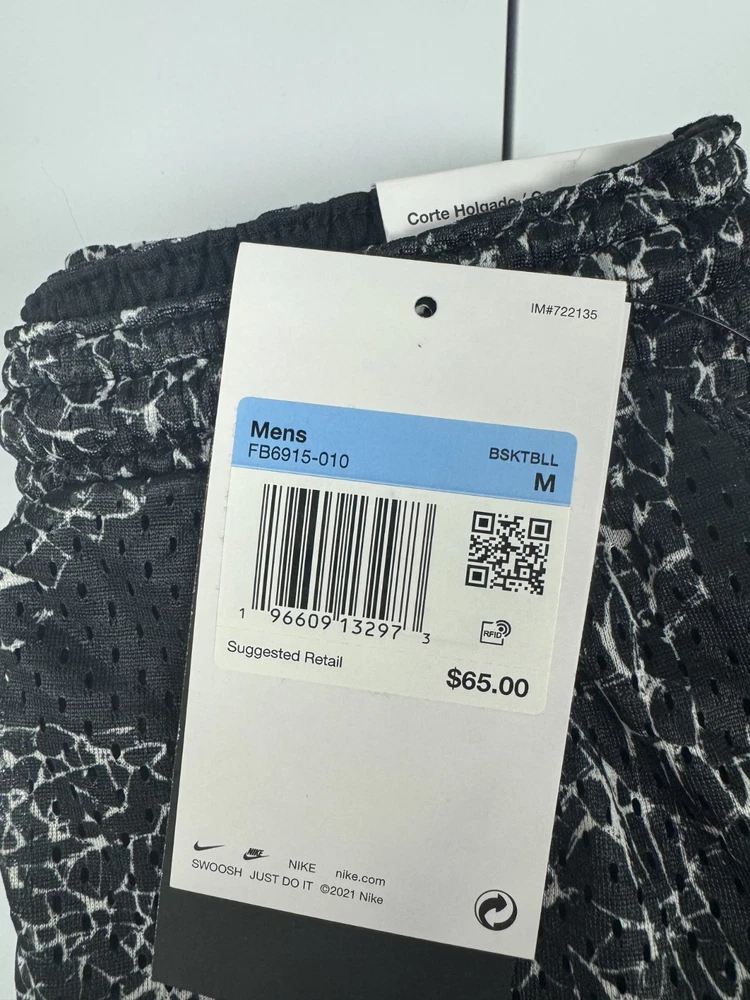 Corte Holgado /
IM#722135
Mens
FB6915-010
BSKTBLL
M
1 96609 13297 3
RFID
Suggested Retail
$65.00
NIKE NIKE nike.com
SWOOSH JUST DO IT ©2021 Nike